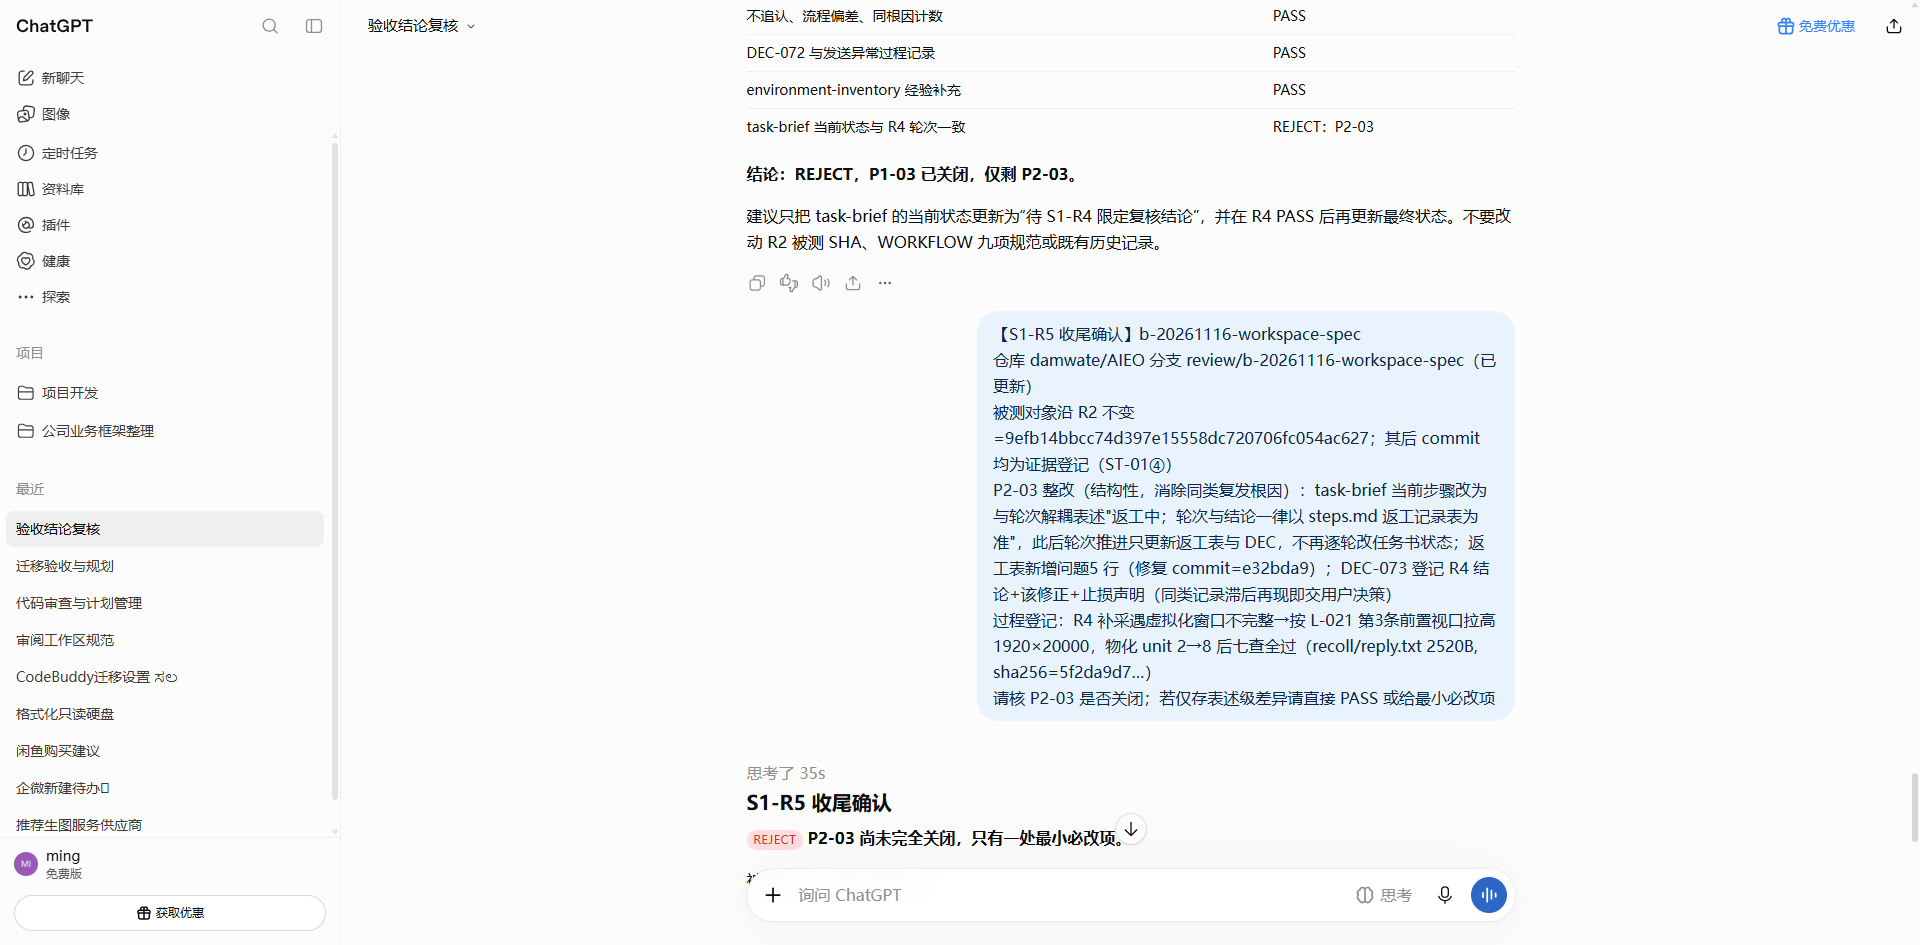 ChatGPT
新聊天
图像
定时任务
资料库
插件
健康
探索
项目
项目开发
公司业务框架整理
最近
验收结论复核
迁移验收与规划
代码审查与计划管理
审阅工作区规范
CodeBuddy迁移设置
格式化只读硬盘
闲鱼购买建议
企微新建待办
推荐生图服务供应商
MI
ming
免费版
获取优惠
验收结论复核
免费优惠
不追认、流程偏差、同根因计数 PASS
DEC-072 与发送异常过程记录 PASS
environment-inventory 经验补充 PASS
task-brief 当前状态与 R4 轮次一致 REJECT：P2-03
结论：REJECT，P1-03 已关闭，仅剩 P2-03。
建议只把 task-brief 的当前状态更新为“待 S1-R4 限定复核结论”，并在 R4 PASS 后再更新最终状态。不要改
动 R2 被测 SHA、WORKFLOW 九项规范或既有历史记录。
【S1-R5 收尾确认】b-20261116-workspace-spec
仓库 damwate/AIEO 分支 review/b-20261116-workspace-spec（已
更新）
被测对象沿 R2 不变
=9efb14bbcc74d397e15558dc720706fc054ac627；其后 commit
均为证据登记（ST-01④）
P2-03 整改（结构性，消除同类复发根因）：task-brief 当前步骤改为
与轮次解耦表述"返工中；轮次与结论一律以 steps.md 返工记录表为
准"，此后轮次推进只更新返工表与 DEC，不再逐轮改任务书状态；返
工表新增问题5 行（修复 commit=e32bda9）；DEC-073 登记 R4 结
论+该修正+止损声明（同类记录滞后再现即交用户决策）
过程登记：R4 补采遇虚拟化窗口不完整→按 L-021 第3条前置视口拉高
1920×20000，物化 unit 2→8 后七查全过（recoll/reply.txt 2520B,
sha256=5f2da9d7...）
请核 P2-03 是否关闭；若仅存表述级差异请直接 PASS 或给最小必改项
思考了 35s
S1-R5 收尾确认
REJECT P2-03 尚未完全关闭，只有一处最小必改项。
询问 ChatGPT
思考